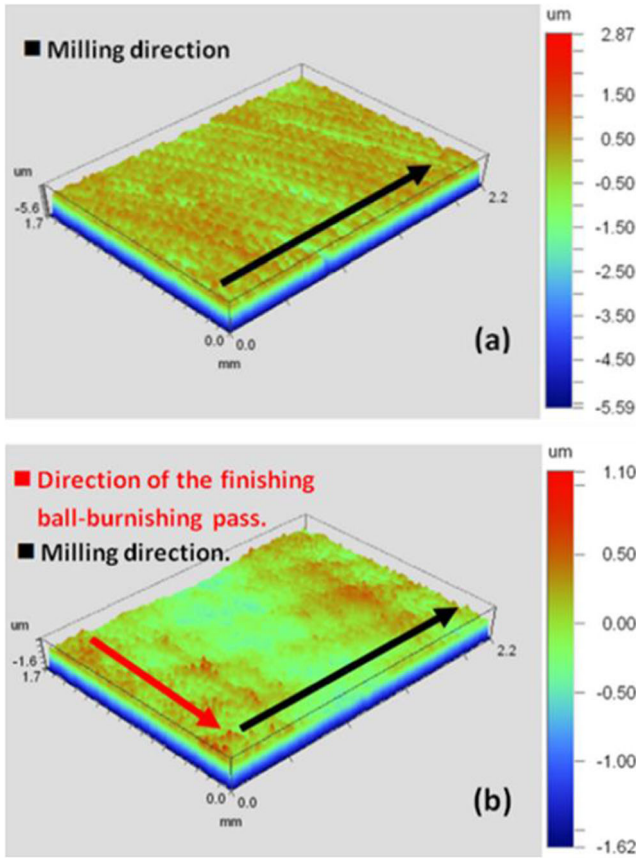 um
■ Milling direction
2.87
1.50
0.50
-0.50
-1.50
-2.50
-3.50
-4.50
-5.59
um
-5.6
1.7
2.2
0.0
0.0
mm
(a)
um
■ Direction of the finishing
ball-burnishing pass.
■ Milling direction.
1.10
0.50
0.00
-0.50
-1.00
-1.62
um
-1.6
1.7
2.2
0.0
0.0
mm
(b)